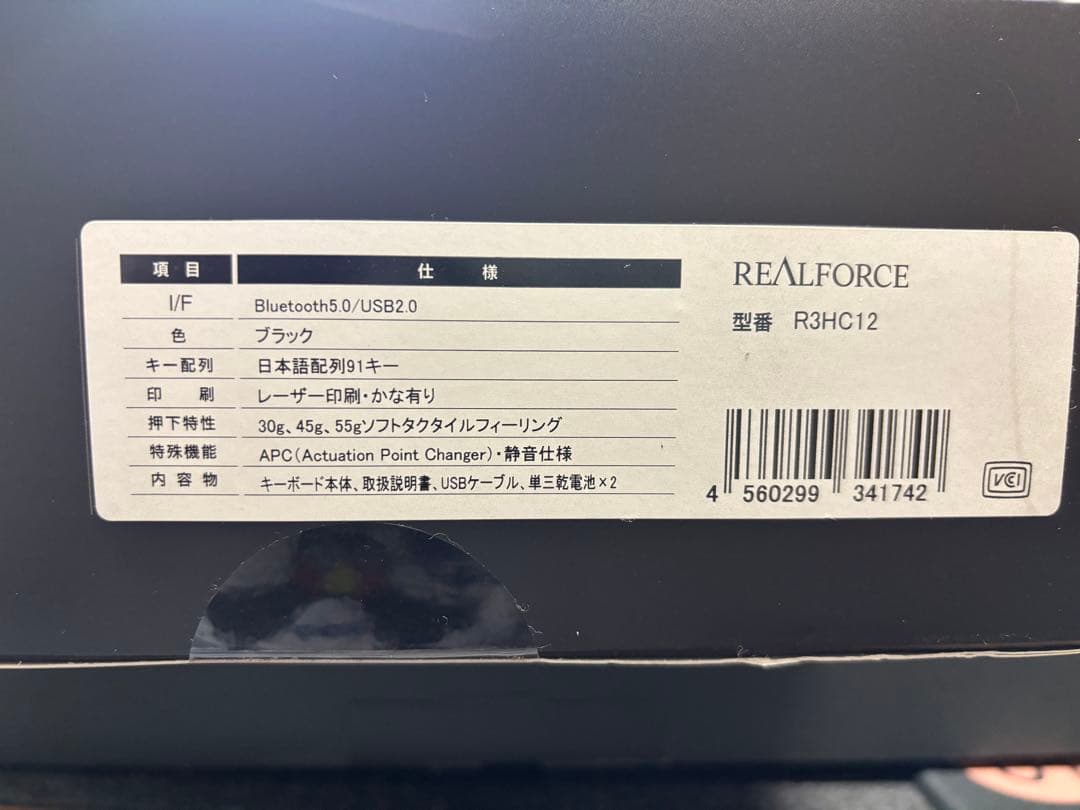 項目 仕様
I/F Bluetooth5.0/USB2.0
色 ブラック
キー配列 日本語配列91キー
印刷 レーザー印刷・かな有り
押下特性 30g、45g、55gソフトタクタイルフィーリング
特殊機能 APC(Actuation Point Changer)・静音仕様
内容物 キーボード本体、取扱説明書、USBケーブル、単三乾電池×2
REALFORCE
型番 R3HC12
4 560299 341742
VCI